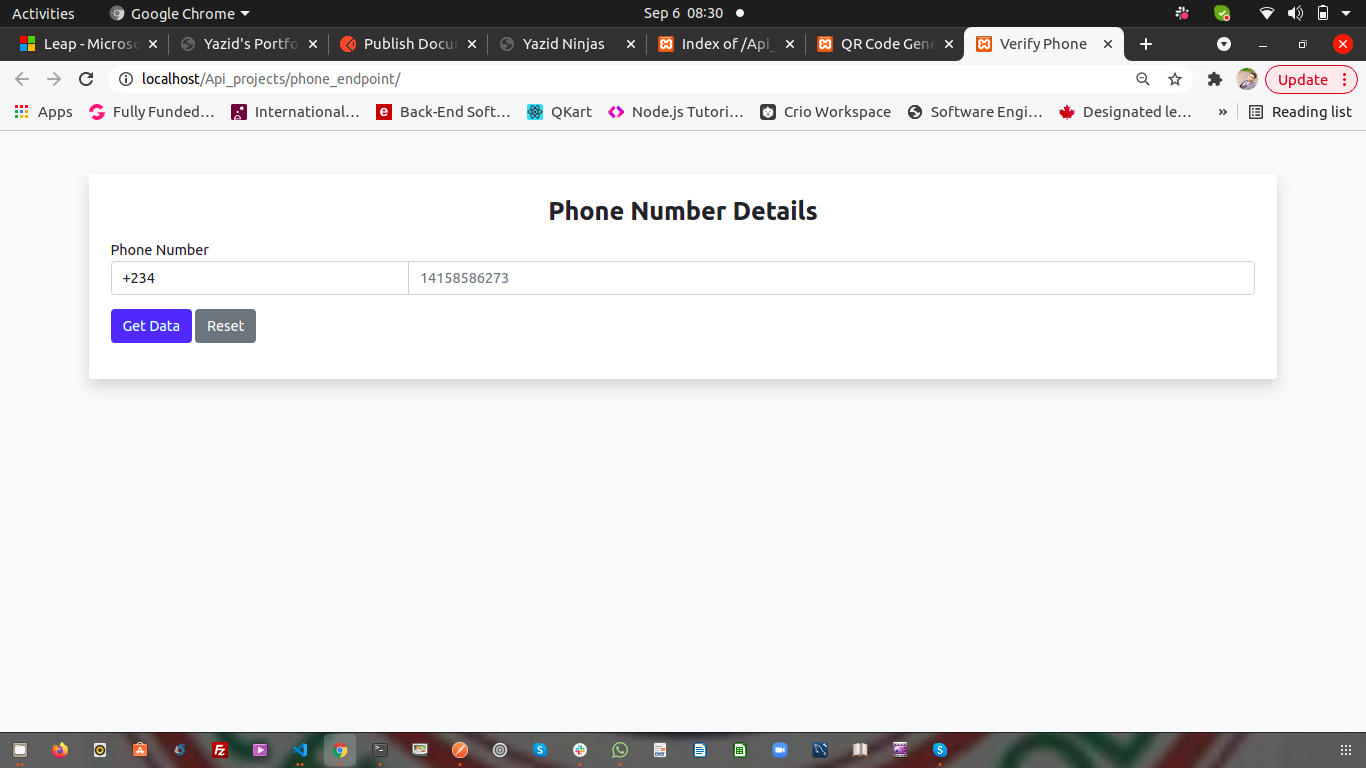 Activities Google Chrome Sep 6 08:30
Leap - Microsc Yazid's Portfo Publish Docur Yazid Ninjas Index of /Api_ QR Code Gene Verify Phone
localhost/Api_projects/phone_endpoint/ Update
Apps Fully Funded… International… Back-End Soft… QKart Node.js Tutori… Crio Workspace Software Engi… Designated le… » Reading list
Phone Number Details
Phone Number
+234 14158586273
Get Data Reset